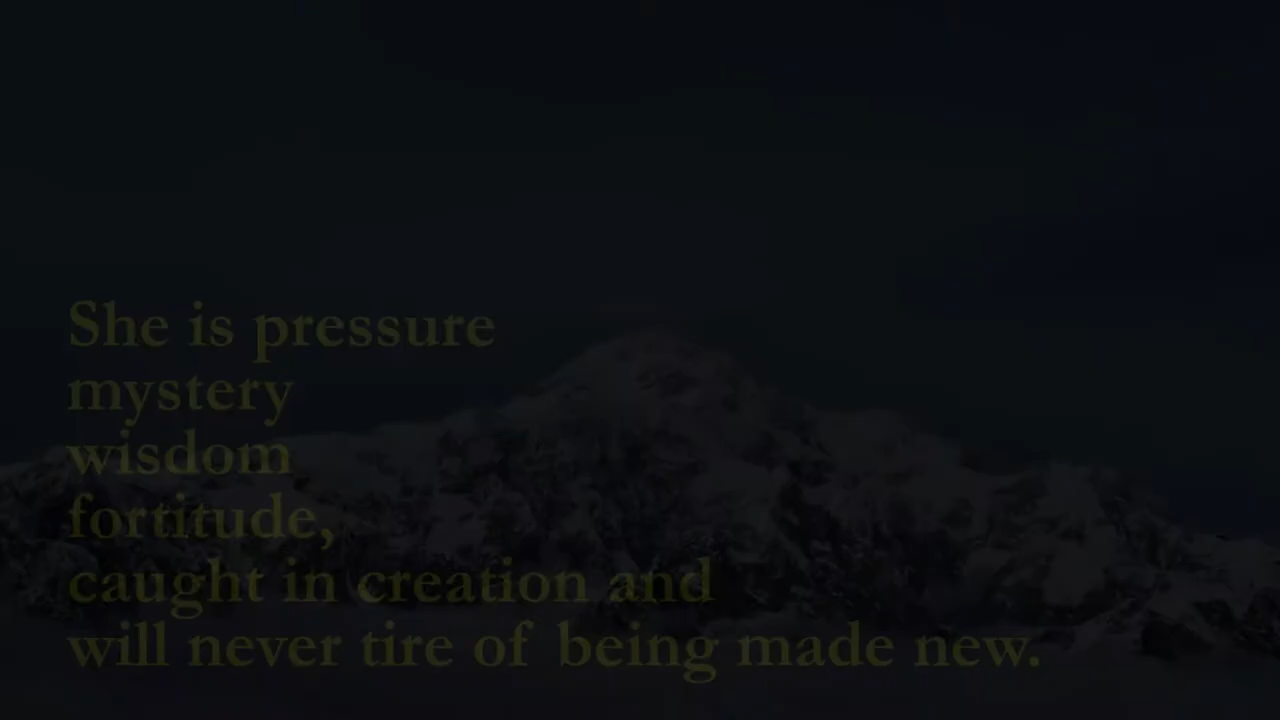 She is pressure
mystery
wisdom
fortitude,
caught in creation and
will never tire of being made new.